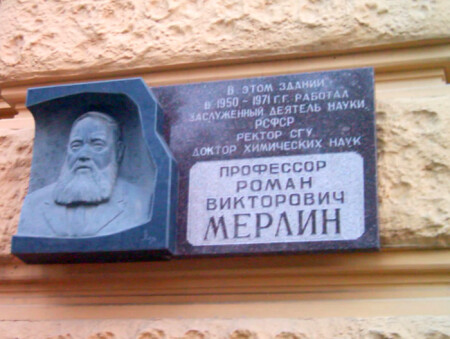 В ЭТОМ ЗДАНИИ
В 1950 – 1971 Г.Г. РАБОТАЛ
ЗАСЛУЖЕННЫЙ ДЕЯТЕЛЬ НАУКИ
РСФСР
РЕКТОР СГУ
ДОКТОР ХИМИЧЕСКИХ НАУК
ПРОФЕССОР
РОМАН
ВИКТОРОВИЧ
МЕРЛИН